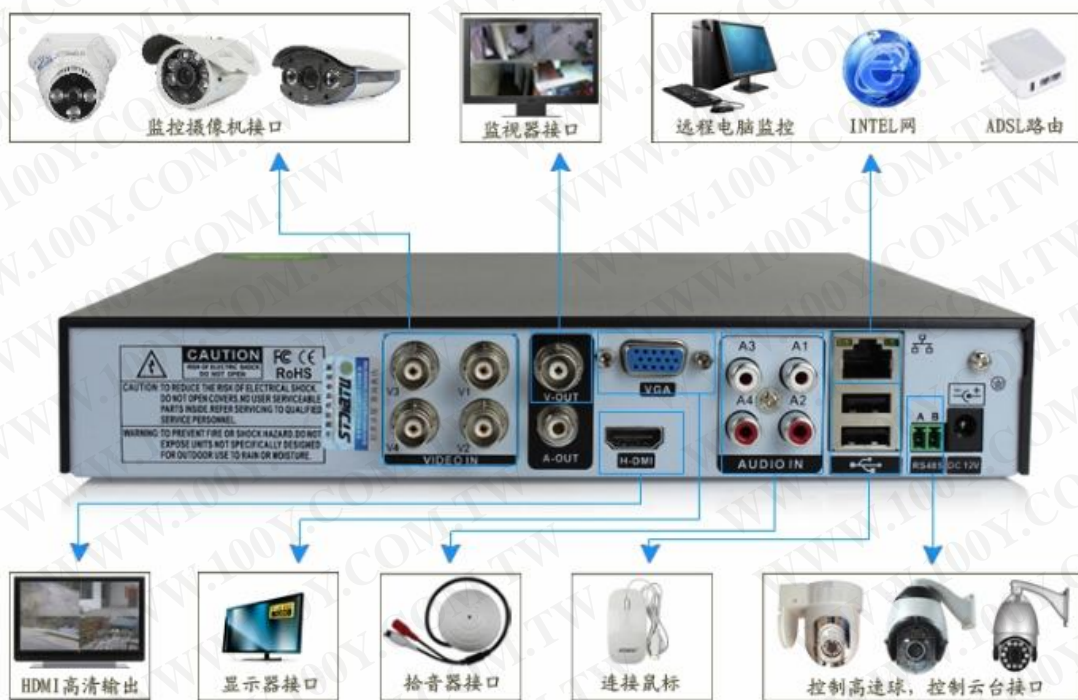 监控摄像机接口
监视器接口
远程电脑监控
INTEL网
ADSL路由
CAUTION
RISK OF ELECTRIC SHOCK
DO NOT OPEN
FC CE
RoHS
CAUTION: TO REDUCE THE RISK OF ELECTRICAL SHOCK,
DO NOT OPEN COVERS. NO USER SERVICEABLE
PARTS INSIDE. REFER SERVICING TO QUALIFIED
SERVICE PERSONNEL.
WARNING: TO PREVENT FIRE OR SHOCK HAZARD. DO NOT
EXPOSE UNITS NOT SPECIFICALLY DESIGNED
FOR OUTDOOR USE TO RAIN OR MOISTURE.
V3
V1
V4
V2
VIDEO IN
V-OUT
A-OUT
VGA
H-DMI
A3
A1
A4
A2
AUDIO IN
A B
RS485
DC 12V
HDMI高清输出
显示器接口
拾音器接口
连接鼠标
控制高速球、控制云台接口
WWW.100Y.COM.TW